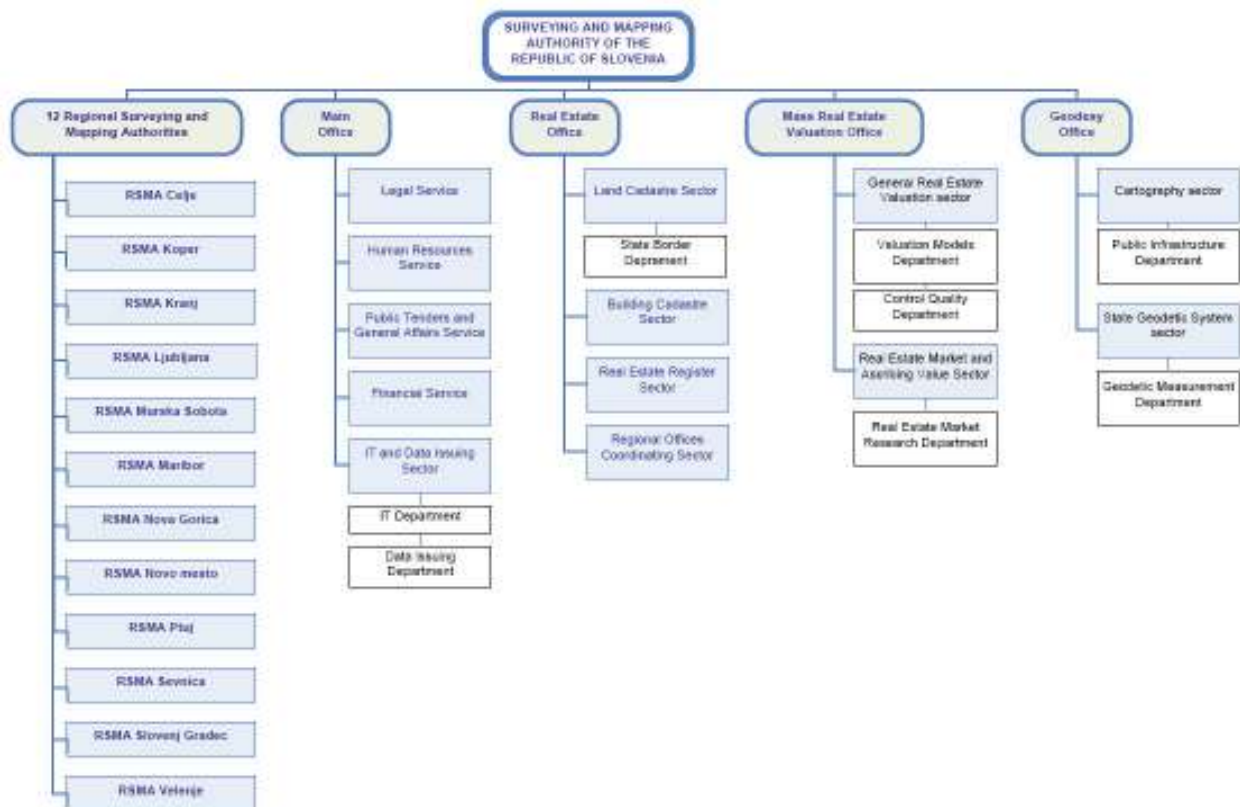 SURVEYING AND MAPPING
AUTHORITY OF THE
REPUBLIC OF SLOVENIA
12 Regional Surveying and
Mapping Authorities
RSMA Celje
RSMA Koper
RSMA Kranj
RSMA Ljubljana
RSMA Murska Sobota
RSMA Maribor
RSMA Nova Gorica
RSMA Novo mesto
RSMA Ptuj
RSMA Sevnica
RSMA Slovenj Gradec
RSMA Velenje
Main
Office
Legal Service
Human Resources
Service
Public Tenders and
General Affairs Service
Financial Service
IT and Data Issuing
Sector
IT Department
Data Issuing
Department
Real Estate
Office
Land Cadastre Sector
State Border
Deprament
Building Cadastre
Sector
Real Estate Register
Sector
Regional Offices
Coordinating Sector
Mass Real Estate
Valuation Office
General Real Estate
Valuation sector
Valuation Models
Department
Control Quality
Department
Real Estate Market and
Asrriking Value Sector
Real Estate Market
Research Department
Geodesy
Office
Cartography sector
Public Infrastructure
Department
State Geodetic System
sector
Geodetic Measurement
Department